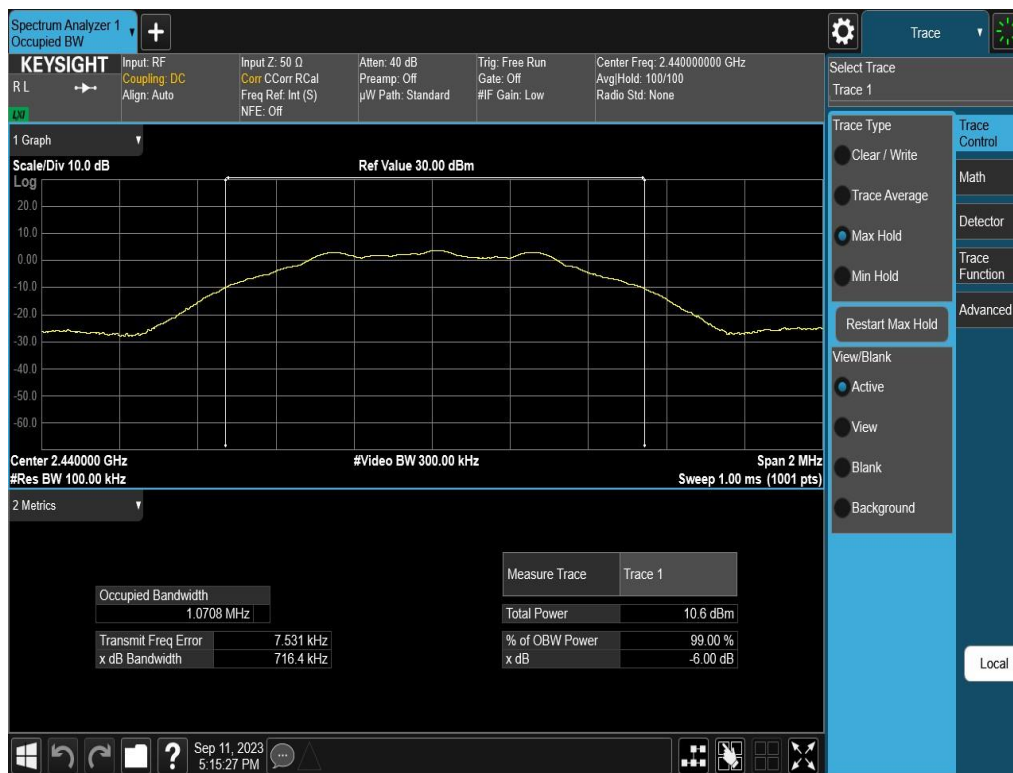 Spectrum Analyzer 1
Occupied BW
+
Trace
KEYSIGHT
R L
LXI
Input: RF
Coupling: DC
Align: Auto
Input Z: 50 Ω
Corr CCorr RCal
Freq Ref: Int (S)
NFE: Off
Atten: 40 dB
Preamp: Off
µW Path: Standard
Trig: Free Run
Gate: Off
#IF Gain: Low
Center Freq: 2.440000000 GHz
Avg|Hold: 100/100
Radio Std: None
Select Trace
Trace 1
1 Graph
Scale/Div 10.0 dB
Ref Value 30.00 dBm
Log
20.0
10.0
0.00
-10.0
-20.0
-30.0
-40.0
-50.0
-60.0
Center 2.440000 GHz
#Video BW 300.00 kHz
Span 2 MHz
#Res BW 100.00 kHz
Sweep 1.00 ms (1001 pts)
Trace Type
Clear / Write
Trace Average
Max Hold
Min Hold
Restart Max Hold
View/Blank
Active
View
Blank
Background
Trace
Control
Math
Detector
Trace
Function
Advanced
Local
2 Metrics
Occupied Bandwidth
1.0708 MHz
Transmit Freq Error 7.531 kHz
x dB Bandwidth 716.4 kHz
Measure Trace Trace 1
Total Power 10.6 dBm
% of OBW Power 99.00 %
x dB -6.00 dB
?
Sep 11, 2023
5:15:27 PM